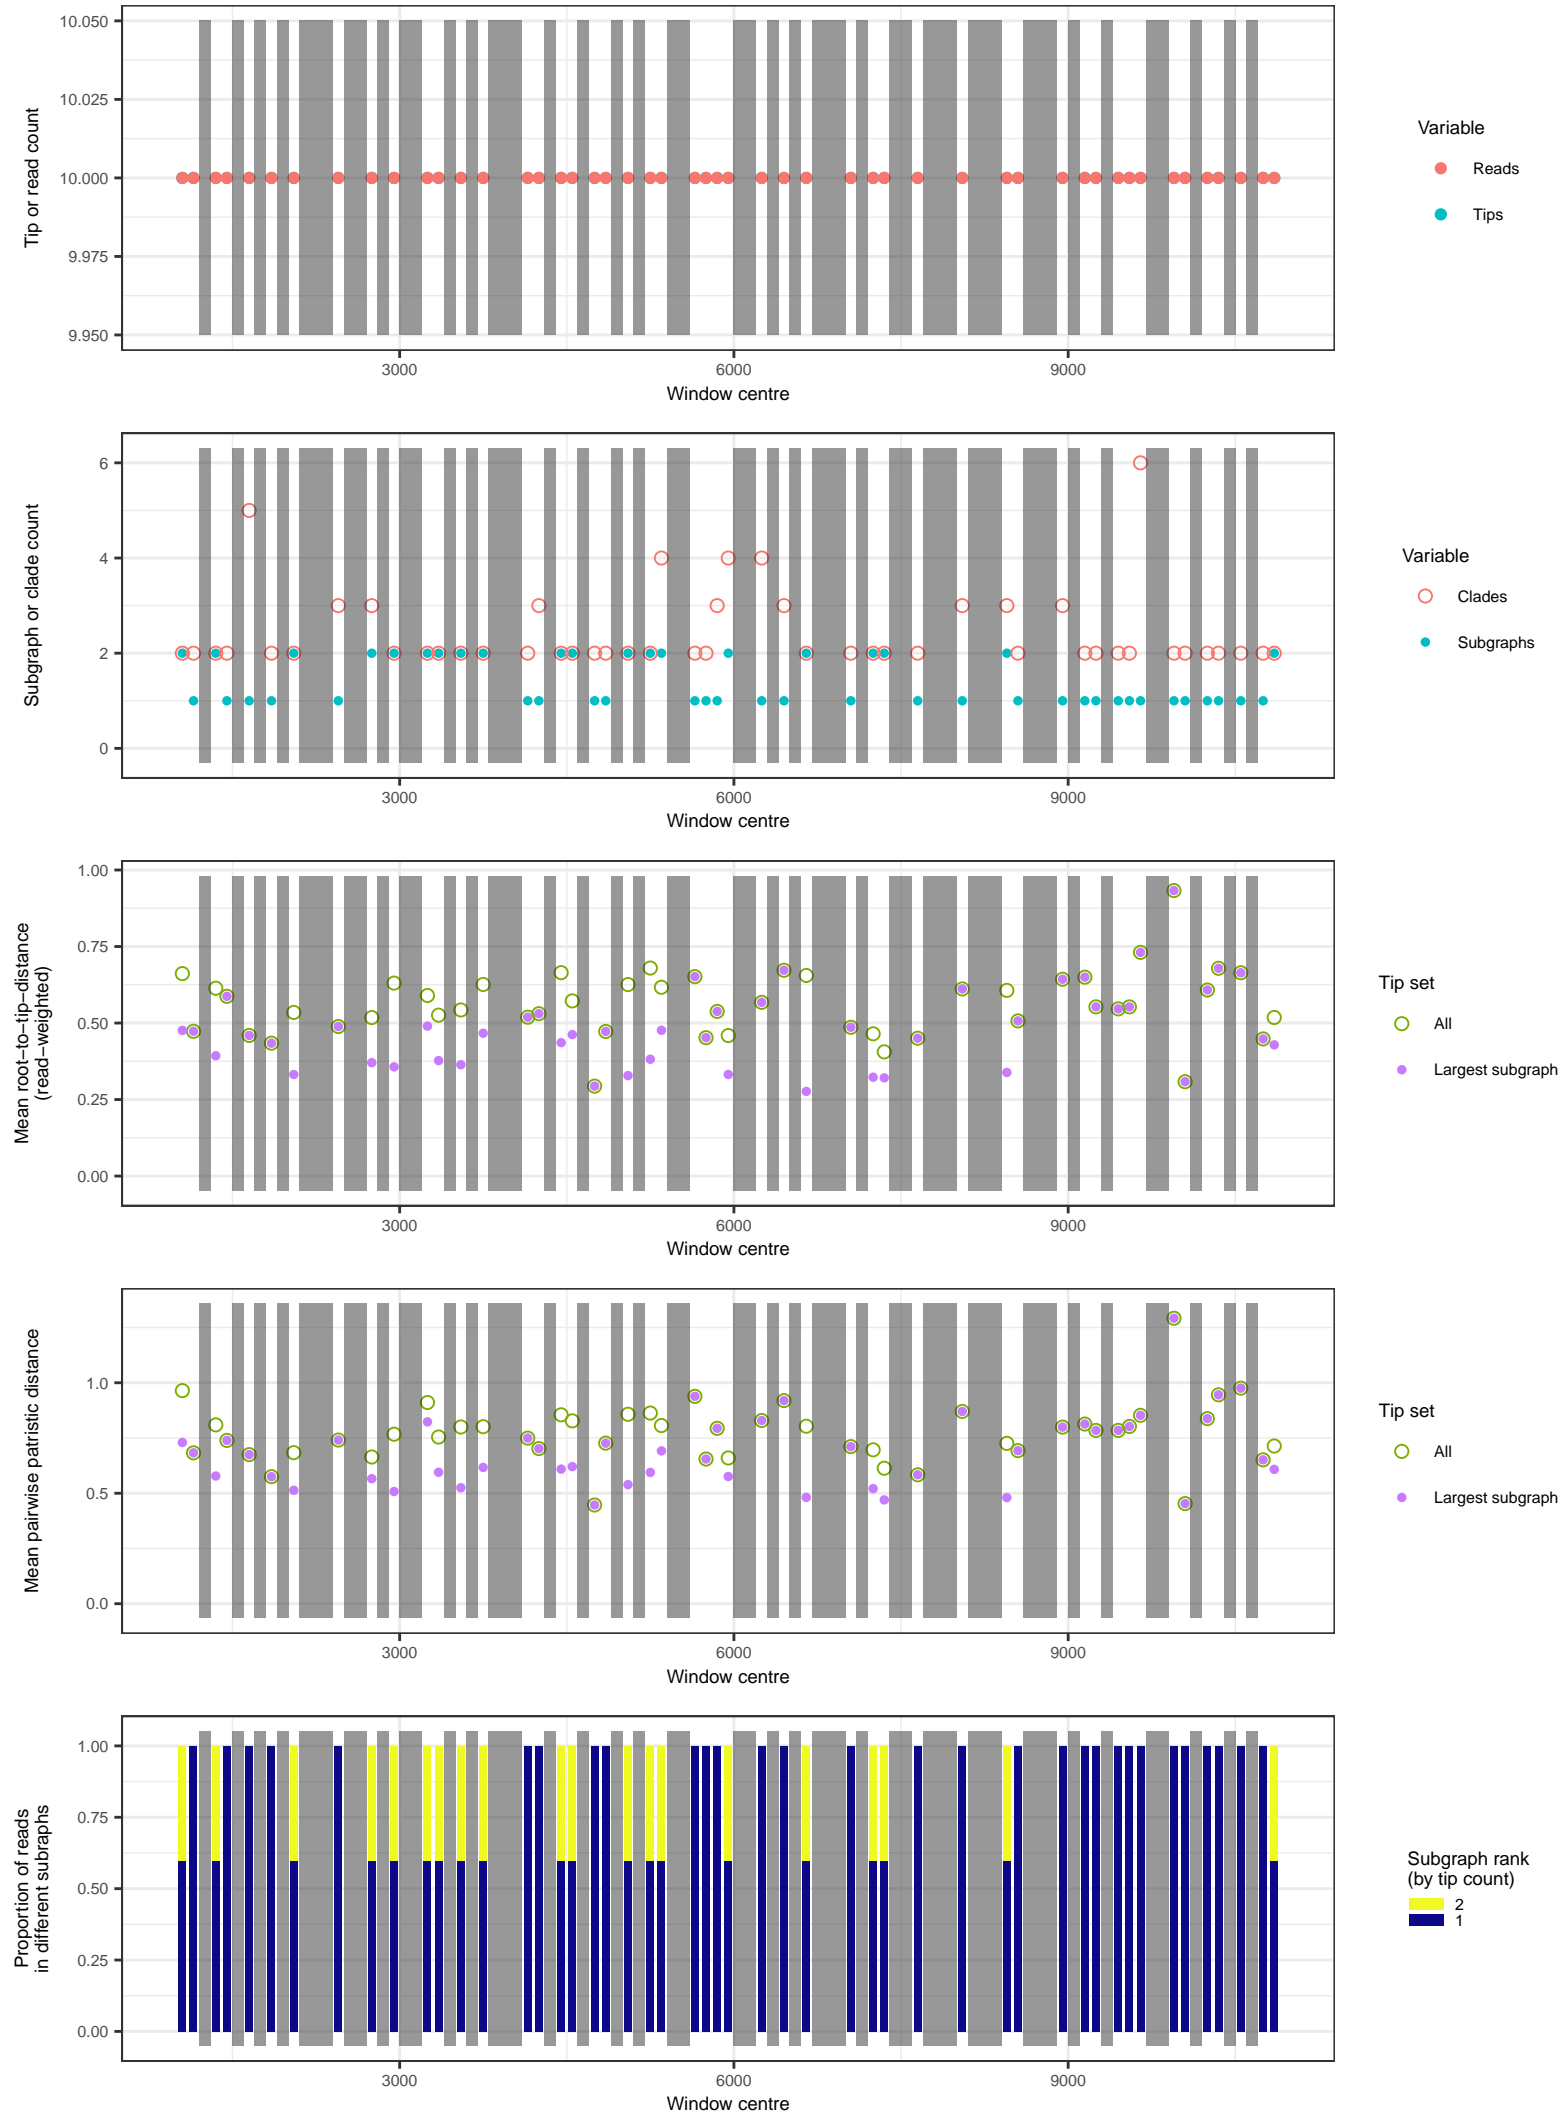 10.050
10.025
10.000
9.975
9.950
Tip or read count
3000
6000
9000
Window centre
Variable
Reads
Tips
6
4
2
0
Subgraph or clade count
3000
6000
9000
Window centre
Variable
Clades
Subgraphs
1.00
0.75
0.50
0.25
0.00
Mean root−to−tip−distance
(read−weighted)
3000
6000
9000
Window centre
Tip set
All
Largest subgraph
1.0
0.5
0.0
Mean pairwise patristic distance
3000
6000
9000
Window centre
Tip set
All
Largest subgraph
1.00
0.75
0.50
0.25
0.00
Proportion of reads
in different subraphs
3000
6000
9000
Window centre
Subgraph rank
(by tip count)
2
1